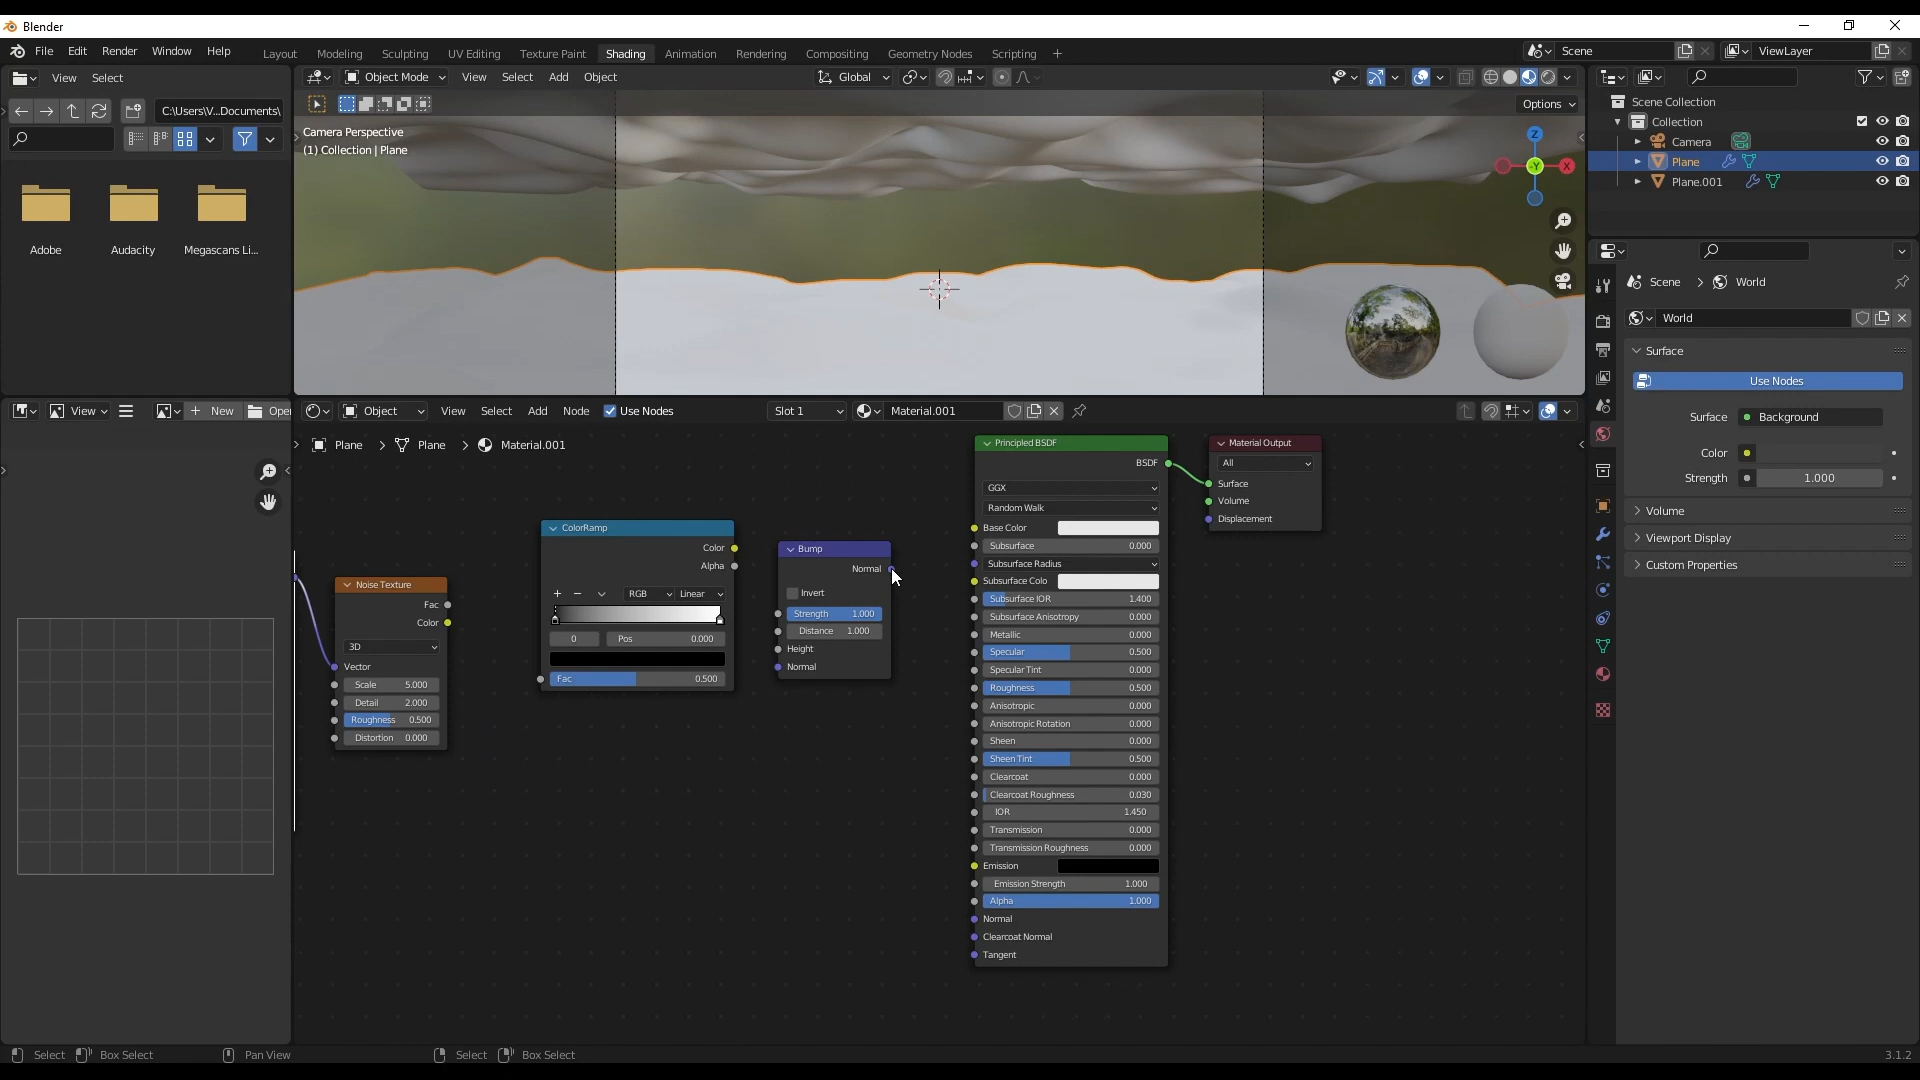 Blender
File Edit Render Window Help
Layout Modeling Sculpting UV Editing Texture Paint Shading Animation Rendering Compositing Geometry Nodes Scripting +
Scene
ViewLayer
View Select
C:\Users\V...Documents\
Adobe Audacity Megascans Li...
Object Mode View Select Add Object
Global
Options
Camera Perspective
(1) Collection | Plane
Z
Y
X
Scene Collection
Collection
Camera
Plane
Plane.001
Scene > World
World
Surface
Use Nodes
Surface Background
Color
Strength 1.000
Volume
Viewport Display
Custom Properties
View + New Open
Object View Select Add Node Use Nodes
Slot 1
Material.001
Plane > Plane > Material.001
Noise Texture
Fac
Color
3D
Vector
Scale 5.000
Detail 2.000
Roughness 0.500
Distortion 0.000
ColorRamp
Color
Alpha
+ − RGB Linear
0 Pos 0.000
Fac 0.500
Bump
Normal
Invert
Strength 1.000
Distance 1.000
Height
Normal
Principled BSDF
BSDF
GGX
Random Walk
Base Color
Subsurface 0.000
Subsurface Radius
Subsurface Colo
Subsurface IOR 1.400
Subsurface Anisotropy 0.000
Metallic 0.000
Specular 0.500
Specular Tint 0.000
Roughness 0.500
Anisotropic 0.000
Anisotropic Rotation 0.000
Sheen 0.000
Sheen Tint 0.500
Clearcoat 0.000
Clearcoat Roughness 0.030
IOR 1.450
Transmission 0.000
Transmission Roughness 0.000
Emission
Emission Strength 1.000
Alpha 1.000
Normal
Clearcoat Normal
Tangent
Material Output
All
Surface
Volume
Displacement
Select Box Select Pan View Select Box Select
3.1.2